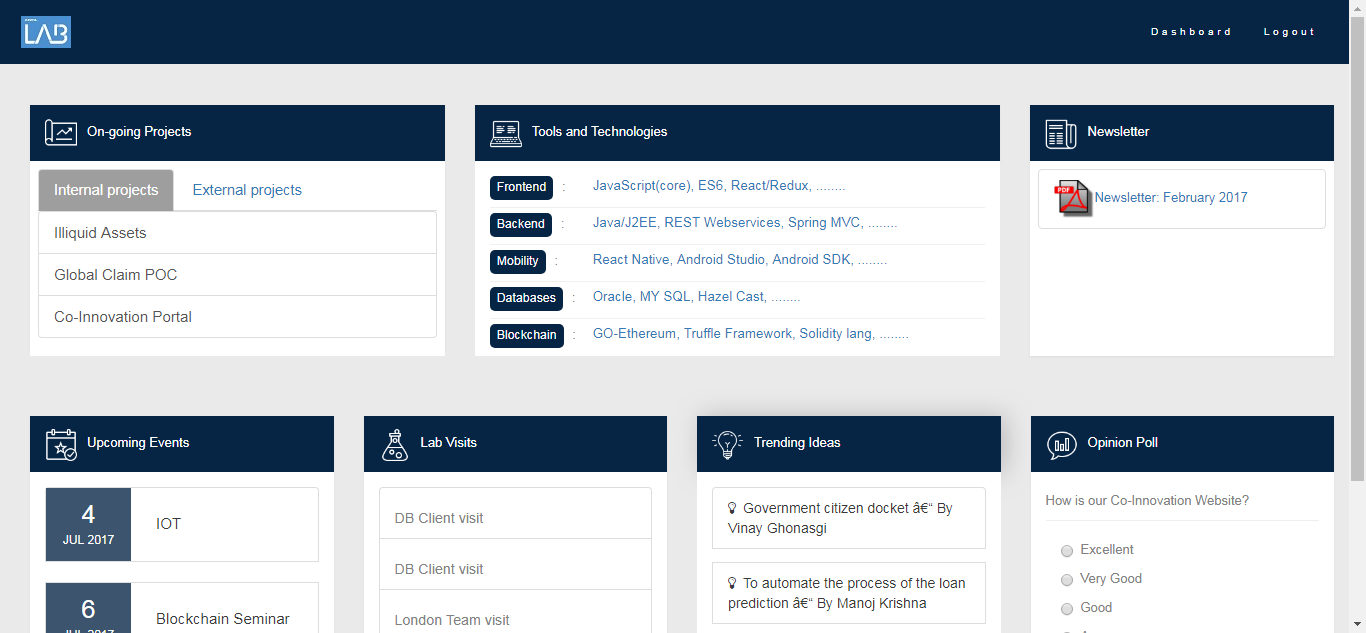 LAB
Dashboard Logout
On-going Projects
Internal projects External projects
Illiquid Assets
Global Claim POC
Co-Innovation Portal
Tools and Technologies
Frontend : JavaScript(core), ES6, React/Redux, ........
Backend : Java/J2EE, REST Webservices, Spring MVC, ........
Mobility : React Native, Android Studio, Android SDK, ........
Databases : Oracle, MY SQL, Hazel Cast, ........
Blockchain : GO-Ethereum, Truffle Framework, Solidity lang, ........
Newsletter
PDF Newsletter: February 2017
Upcoming Events
4
JUL 2017
IOT
6
JUL 2017
Blockchain Seminar
Lab Visits
DB Client visit
DB Client visit
London Team visit
Trending Ideas
Government citizen docket â€“ By
Vinay Ghonasgi
To automate the process of the loan
prediction â€“ By Manoj Krishna
Opinion Poll
How is our Co-Innovation Website?
Excellent
Very Good
Good